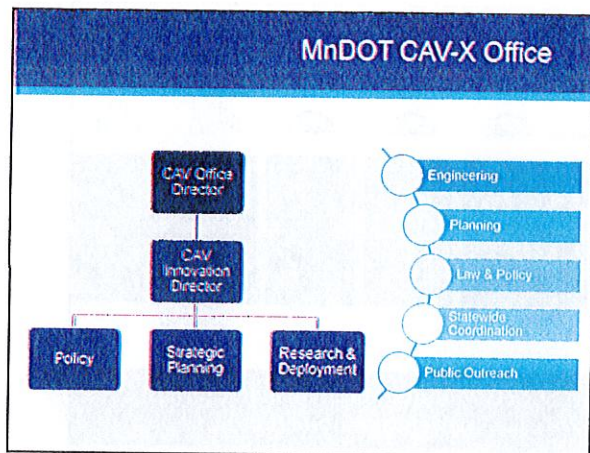 MnDOT CAV-X Office
CAV Office
Director
CAV
Innovation
Director
Policy
Strategic
Planning
Research &
Deployment
Engineering
Planning
Law & Policy
Statewide
Coordination
Public Outreach